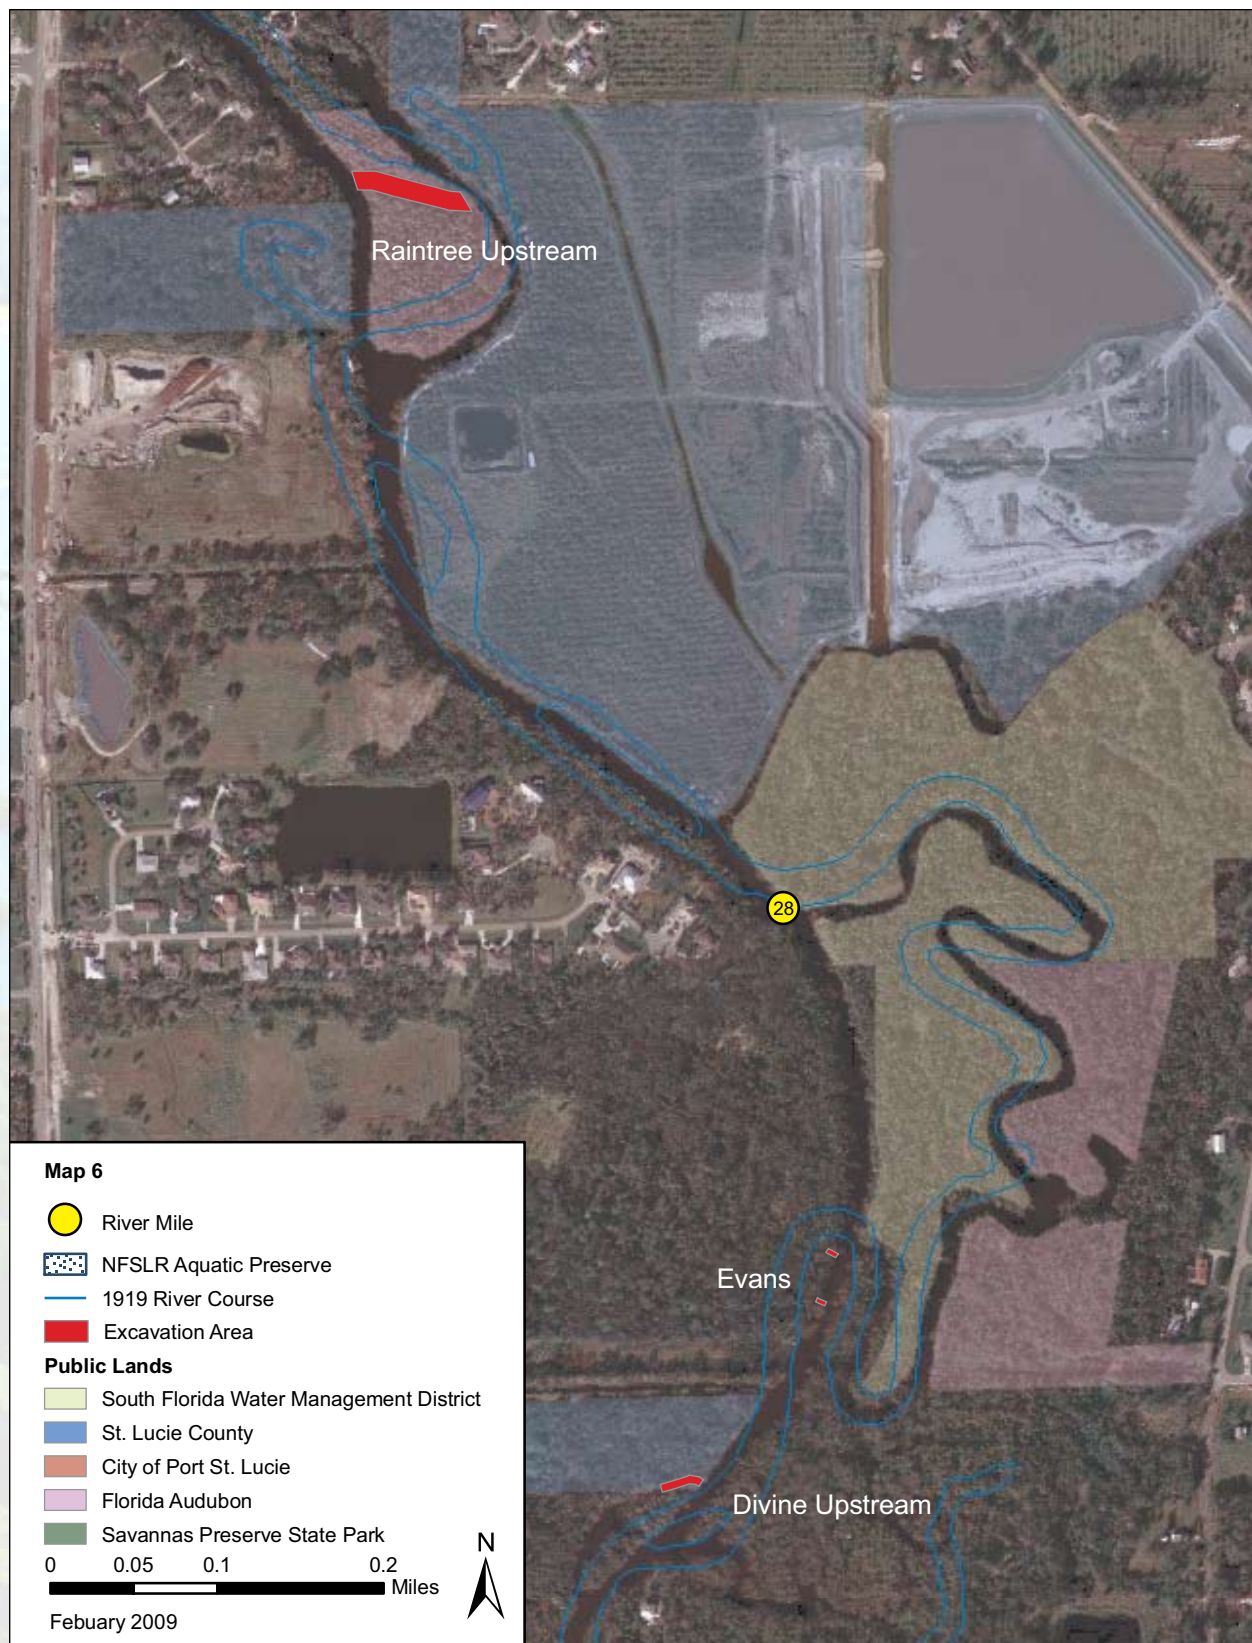 Raintree Upstream
28
Evans
Divine Upstream
Map 6
River Mile
NFSLR Aquatic Preserve
1919 River Course
Excavation Area
Public Lands
South Florida Water Management District
St. Lucie County
City of Port St. Lucie
Florida Audubon
Savannas Preserve State Park
0 0.05 0.1 0.2
Miles
N
Febuary 2009